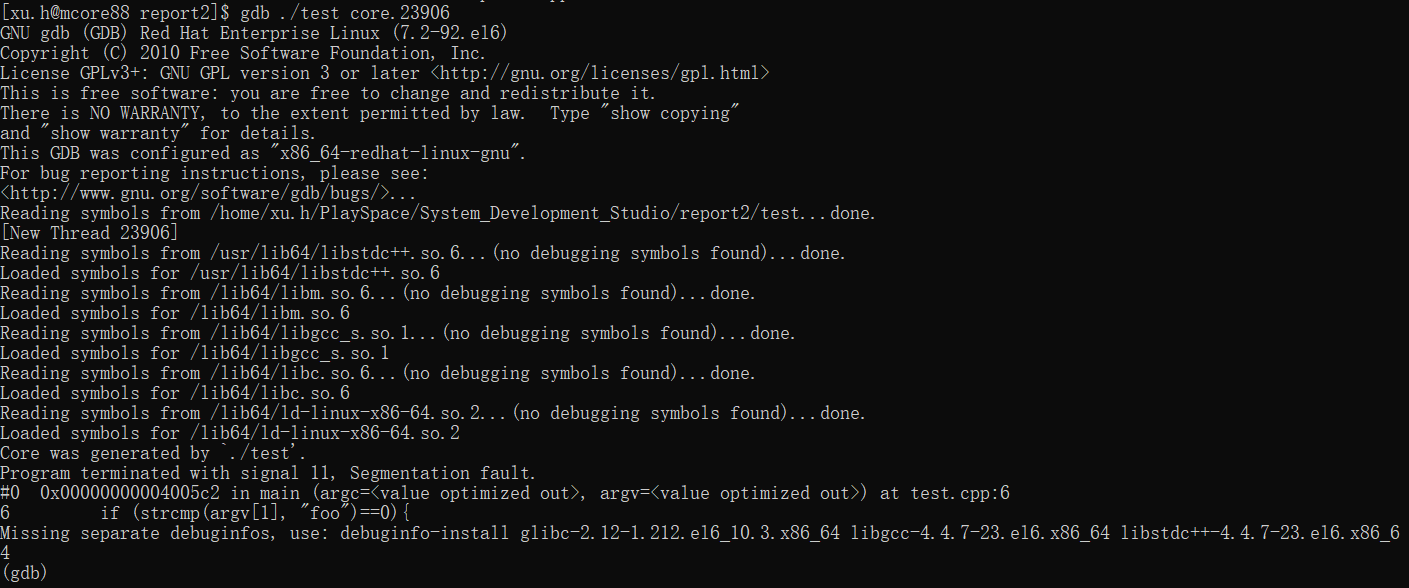 [xu.h@mcore88 report2]$ gdb ./test core.23906
GNU gdb (GDB) Red Hat Enterprise Linux (7.2-92.el6)
Copyright (C) 2010 Free Software Foundation, Inc.
License GPLv3+: GNU GPL version 3 or later <http://gnu.org/licenses/gpl.html>
This is free software: you are free to change and redistribute it.
There is NO WARRANTY, to the extent permitted by law.  Type "show copying"
and "show warranty" for details.
This GDB was configured as "x86_64-redhat-linux-gnu".
For bug reporting instructions, please see:
<http://www.gnu.org/software/gdb/bugs/>...
Reading symbols from /home/xu.h/PlaySpace/System_Development_Studio/report2/test...done.
[New Thread 23906]
Reading symbols from /usr/lib64/libstdc++.so.6...(no debugging symbols found)...done.
Loaded symbols for /usr/lib64/libstdc++.so.6
Reading symbols from /lib64/libm.so.6...(no debugging symbols found)...done.
Loaded symbols for /lib64/libm.so.6
Reading symbols from /lib64/libgcc_s.so.1...(no debugging symbols found)...done.
Loaded symbols for /lib64/libgcc_s.so.1
Reading symbols from /lib64/libc.so.6...(no debugging symbols found)...done.
Loaded symbols for /lib64/libc.so.6
Reading symbols from /lib64/ld-linux-x86-64.so.2...(no debugging symbols found)...done.
Loaded symbols for /lib64/ld-linux-x86-64.so.2
Core was generated by `./test'.
Program terminated with signal 11, Segmentation fault.
#0  0x00000000004005c2 in main (argc=<value optimized out>, argv=<value optimized out>) at test.cpp:6
6         if (strcmp(argv[1], "foo")==0){
Missing separate debuginfos, use: debuginfo-install glibc-2.12-1.212.el6_10.3.x86_64 libgcc-4.4.7-23.el6.x86_64 libstdc++-4.4.7-23.el6.x86_6
4
(gdb)